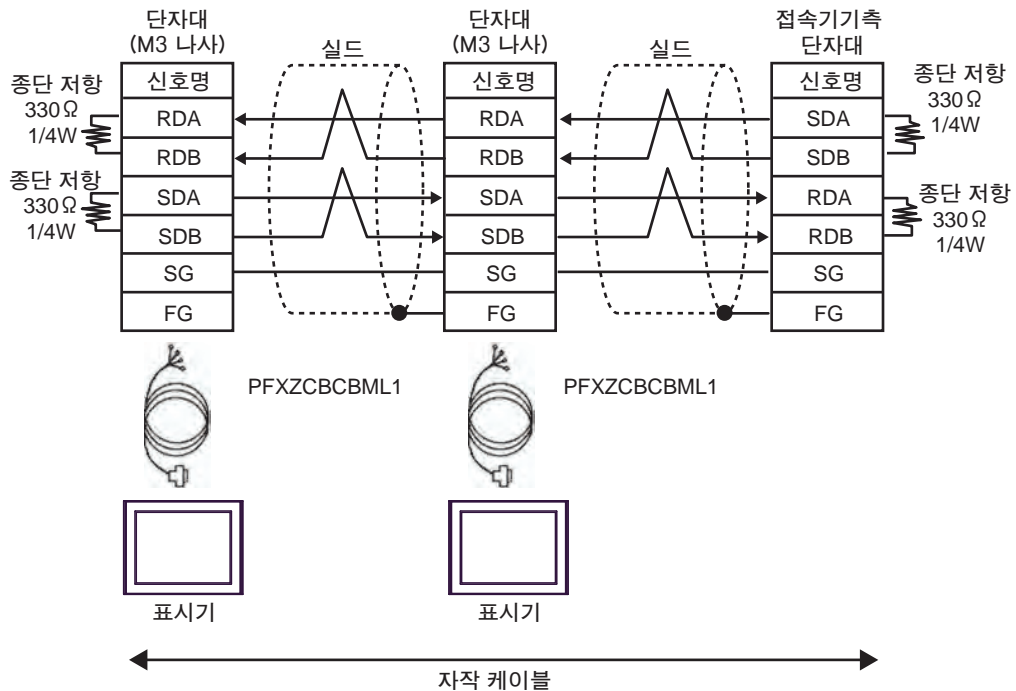 단자대
(M3 나사)
단자대
(M3 나사)
접속기기측
단자대
실드
실드
종단 저항
330Ω
1/4W
종단 저항
330Ω
1/4W
신호명
RDA
RDB
SDA
SDB
SG
FG
신호명
RDA
RDB
SDA
SDB
SG
FG
신호명
SDA
SDB
RDA
RDB
SG
FG
종단 저항
330Ω
1/4W
종단 저항
330Ω
1/4W
PFXZCBCBML1
PFXZCBCBML1
표시기
표시기
자작 케이블